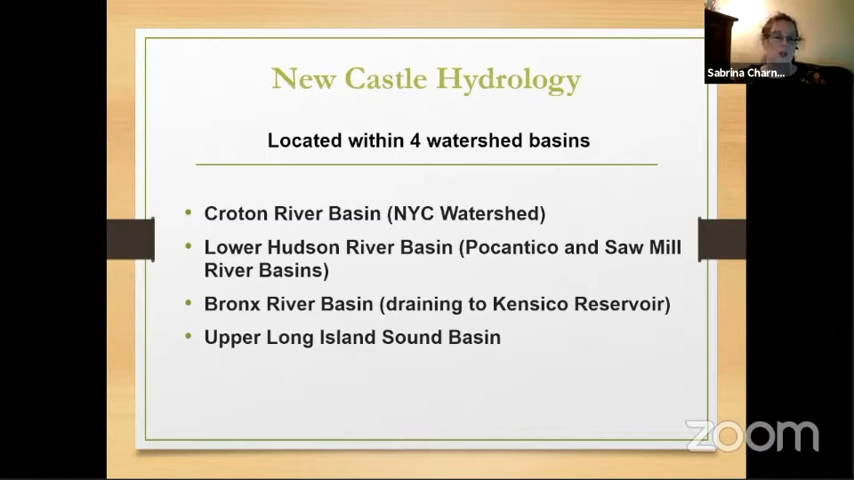 New Castle Hydrology
Sabrina Charn...
Located within 4 watershed basins
• Croton River Basin (NYC Watershed)
• Lower Hudson River Basin (Pocantico and Saw Mill
River Basins)
• Bronx River Basin (draining to Kensico Reservoir)
• Upper Long Island Sound Basin
zoom